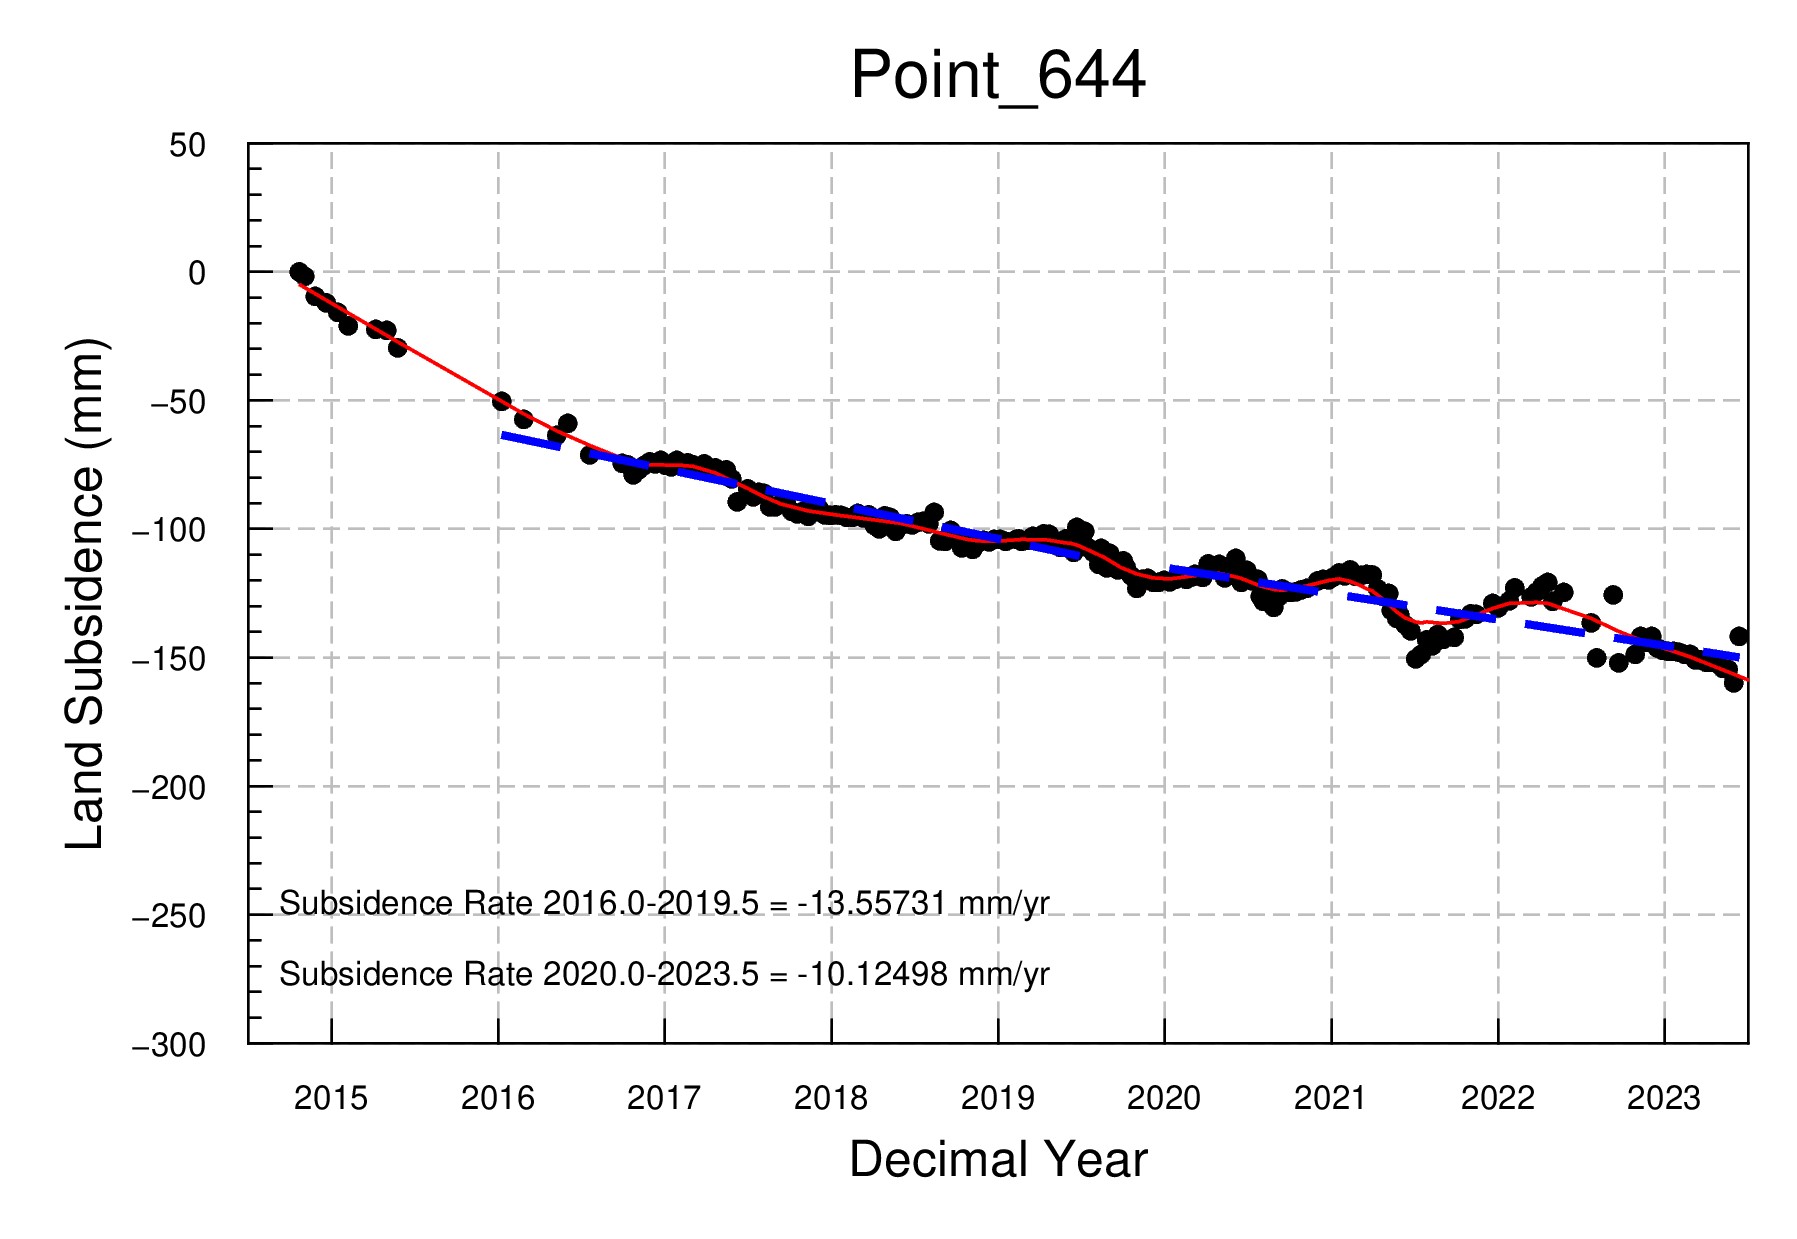 Point_644
50
0
−50
−100
−150
−200
−250
−300
Land Subsidence (mm)
Subsidence Rate 2016.0-2019.5 = -13.55731 mm/yr
Subsidence Rate 2020.0-2023.5 = -10.12498 mm/yr
2015 2016 2017 2018 2019 2020 2021 2022 2023
Decimal Year